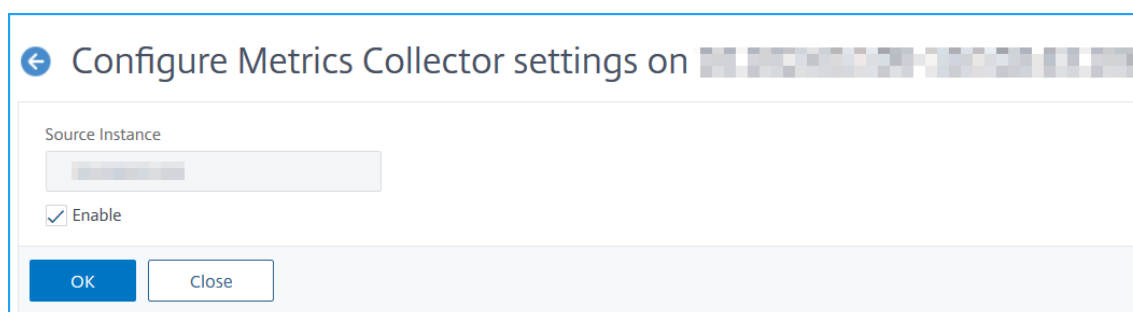 Configure Metrics Collector settings on
Source Instance
Enable
OK
Close